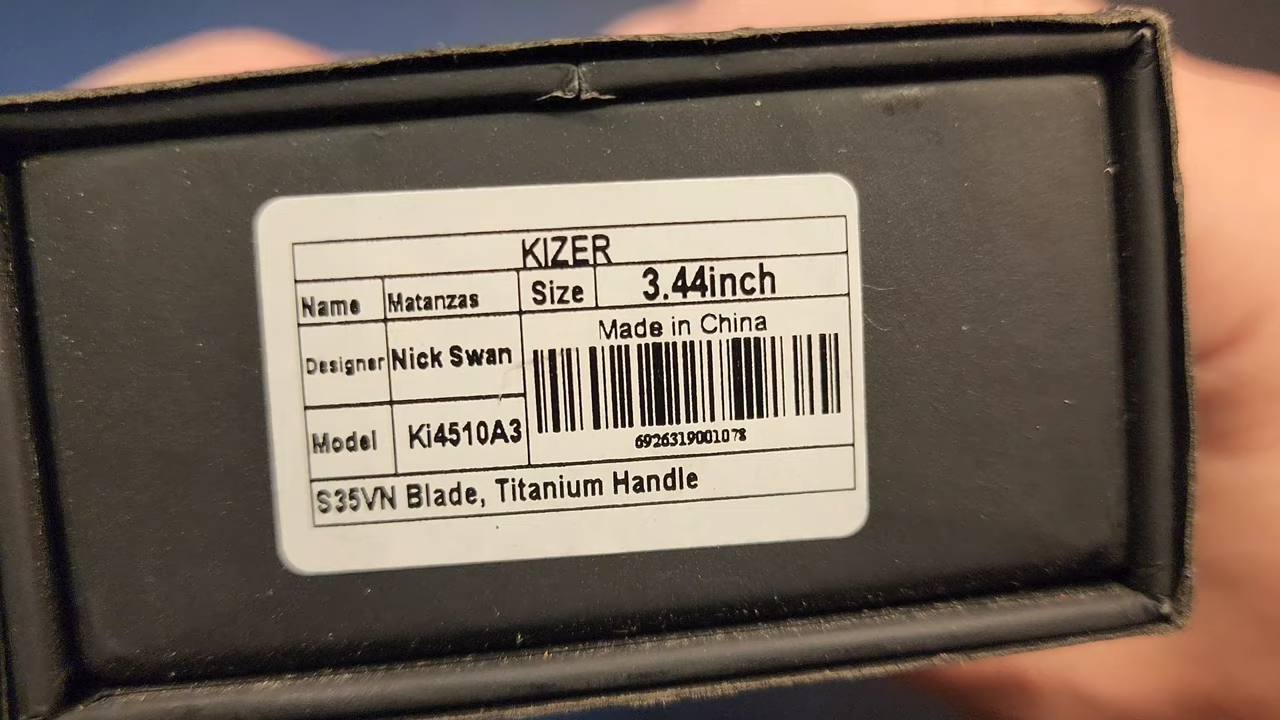 KIZER
Name Matanzas Size 3.44inch
Designer Nick Swan
Made in China
6926319001078
Model Ki4510A3
S35VN Blade, Titanium Handle